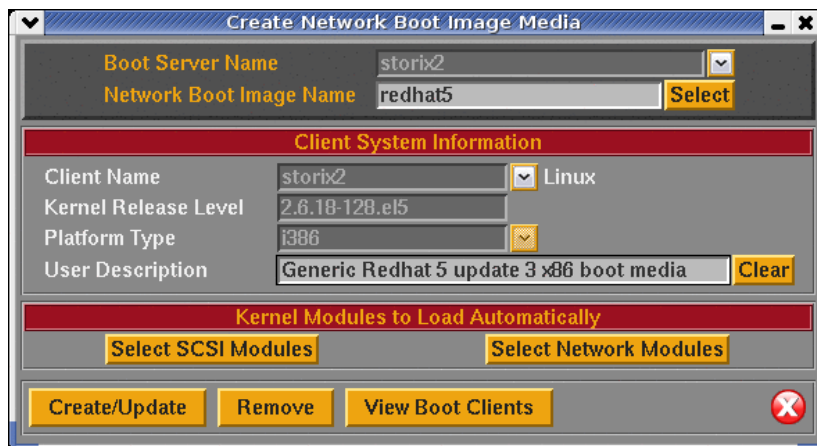 Create Network Boot Image Media
Boot Server Name storix2
Network Boot Image Name redhat5 Select
Client System Information
Client Name storix2 Linux
Kernel Release Level 2.6.18-128.el5
Platform Type i386
User Description Generic Redhat 5 update 3 x86 boot media Clear
Kernel Modules to Load Automatically
Select SCSI Modules Select Network Modules
Create/Update Remove View Boot Clients